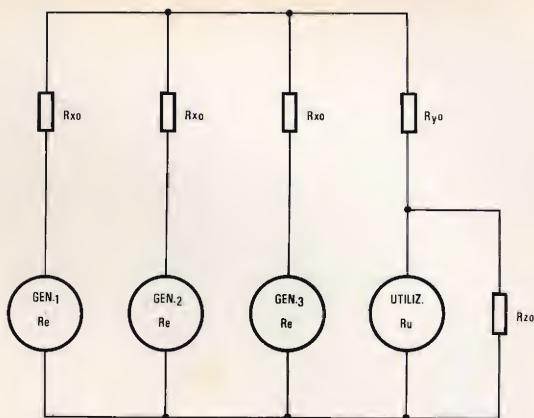 Rxo
Rxo
Rxo
Ryo
GEN.1
Re
GEN.2
Re
GEN.3
Re
UTILIZ.
Ru
Rzo